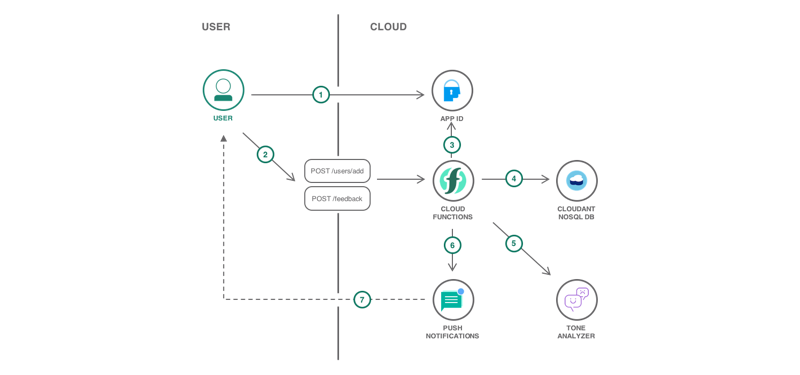 USER
CLOUD
1
USER
APP ID
2
3
POST /users/add
POST /feedback
4
CLOUD
FUNCTIONS
CLOUDANT
NOSQL DB
5
6
7
PUSH
NOTIFICATIONS
TONE
ANALYZER